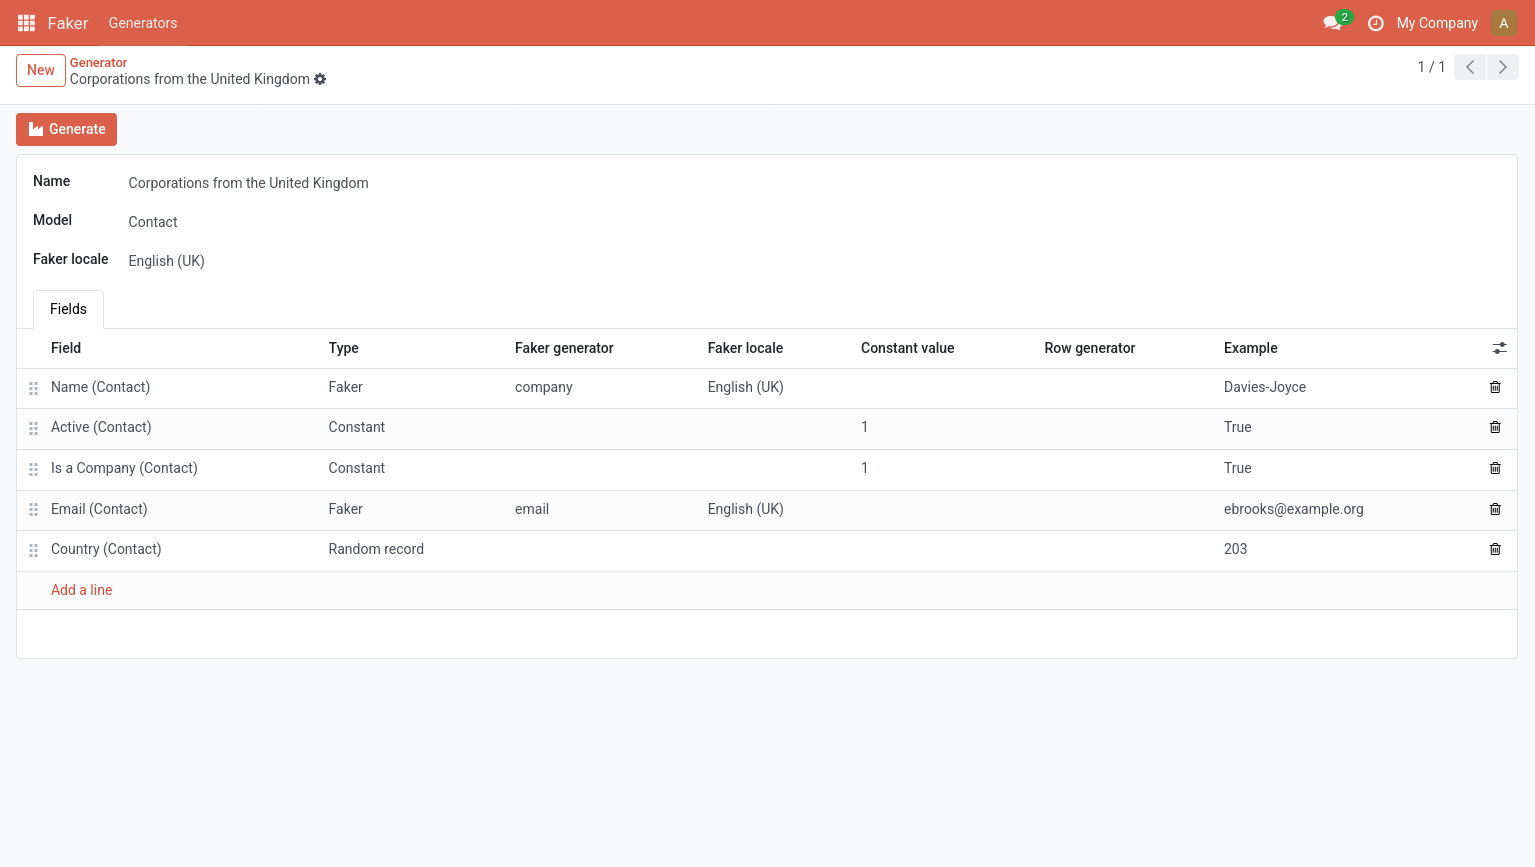 Faker Generators 2 My Company A
New Generator 1 / 1
Corporations from the United Kingdom
Generate
Name Corporations from the United Kingdom
Model Contact
Faker locale English (UK)
Fields
Field Type Faker generator Faker locale Constant value Row generator Example
Name (Contact) Faker company English (UK) Davies-Joyce
Active (Contact) Constant 1 True
Is a Company (Contact) Constant 1 True
Email (Contact) Faker email English (UK) ebrooks@example.org
Country (Contact) Random record 203
Add a line